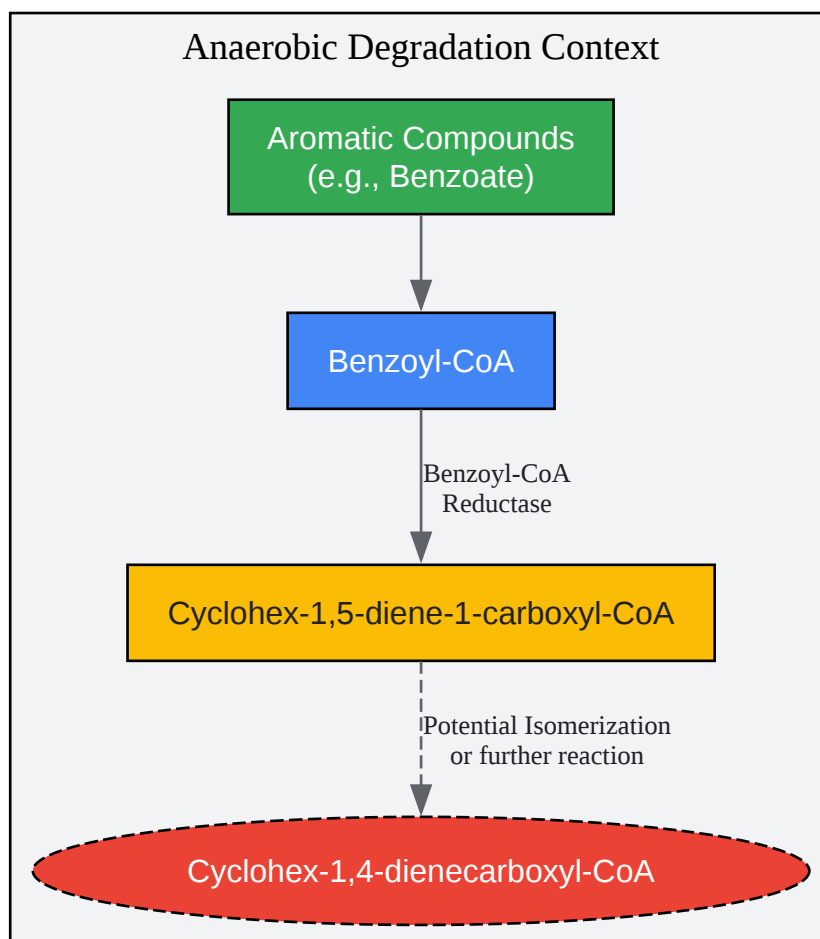 Anaerobic Degradation Context
Aromatic Compounds
(e.g., Benzoate)
Benzoyl-CoA
Benzoyl-CoA
Reductase
Cyclohex-1,5-diene-1-carboxyl-CoA
Potential Isomerization
or further reaction
Cyclohex-1,4-dienecarboxyl-CoA